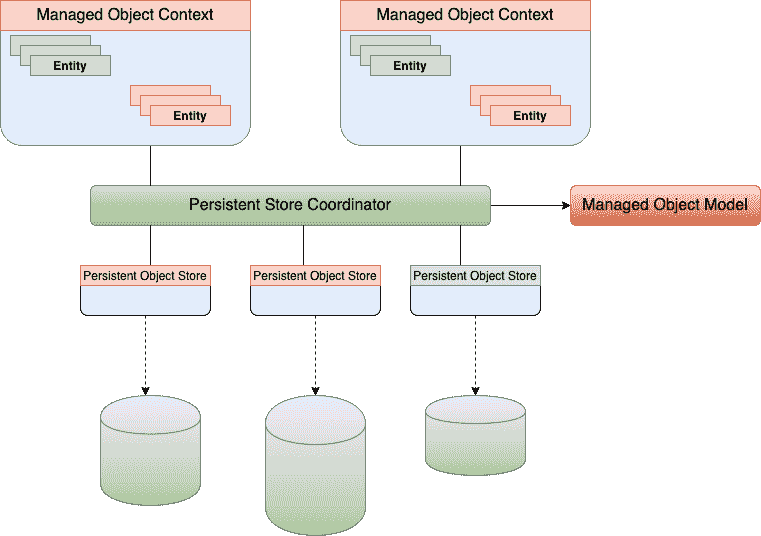 Managed Object Context
Managed Object Context
Entity
Entity
Entity
Entity
Persistent Store Coordinator
Managed Object Model
Persistent Object Store
Persistent Object Store
Persistent Object Store